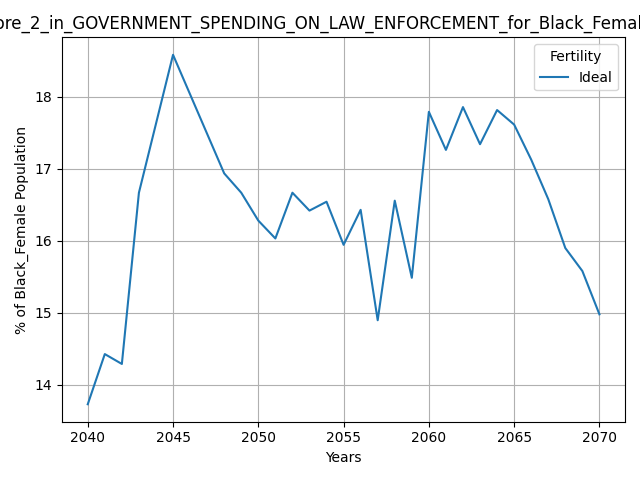 ore_2_in_GOVERNMENT_SPENDING_ON_LAW_ENFORCEMENT_for_Black_Femal
Fertility
Ideal
% of Black_Female Population
18
17
16
15
14
2040 2045 2050 2055 2060 2065 2070
Years